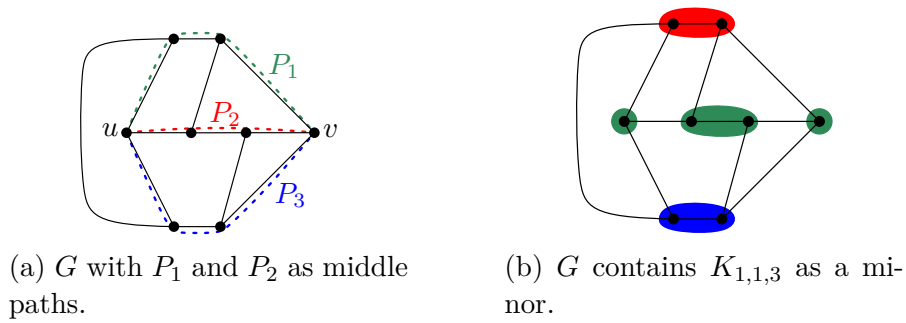 P₁
P₂
u
v
P₃
(a) G with P₁ and P₂ as middle
paths.
(b) G contains K₁,₁,₃ as a mi-
nor.